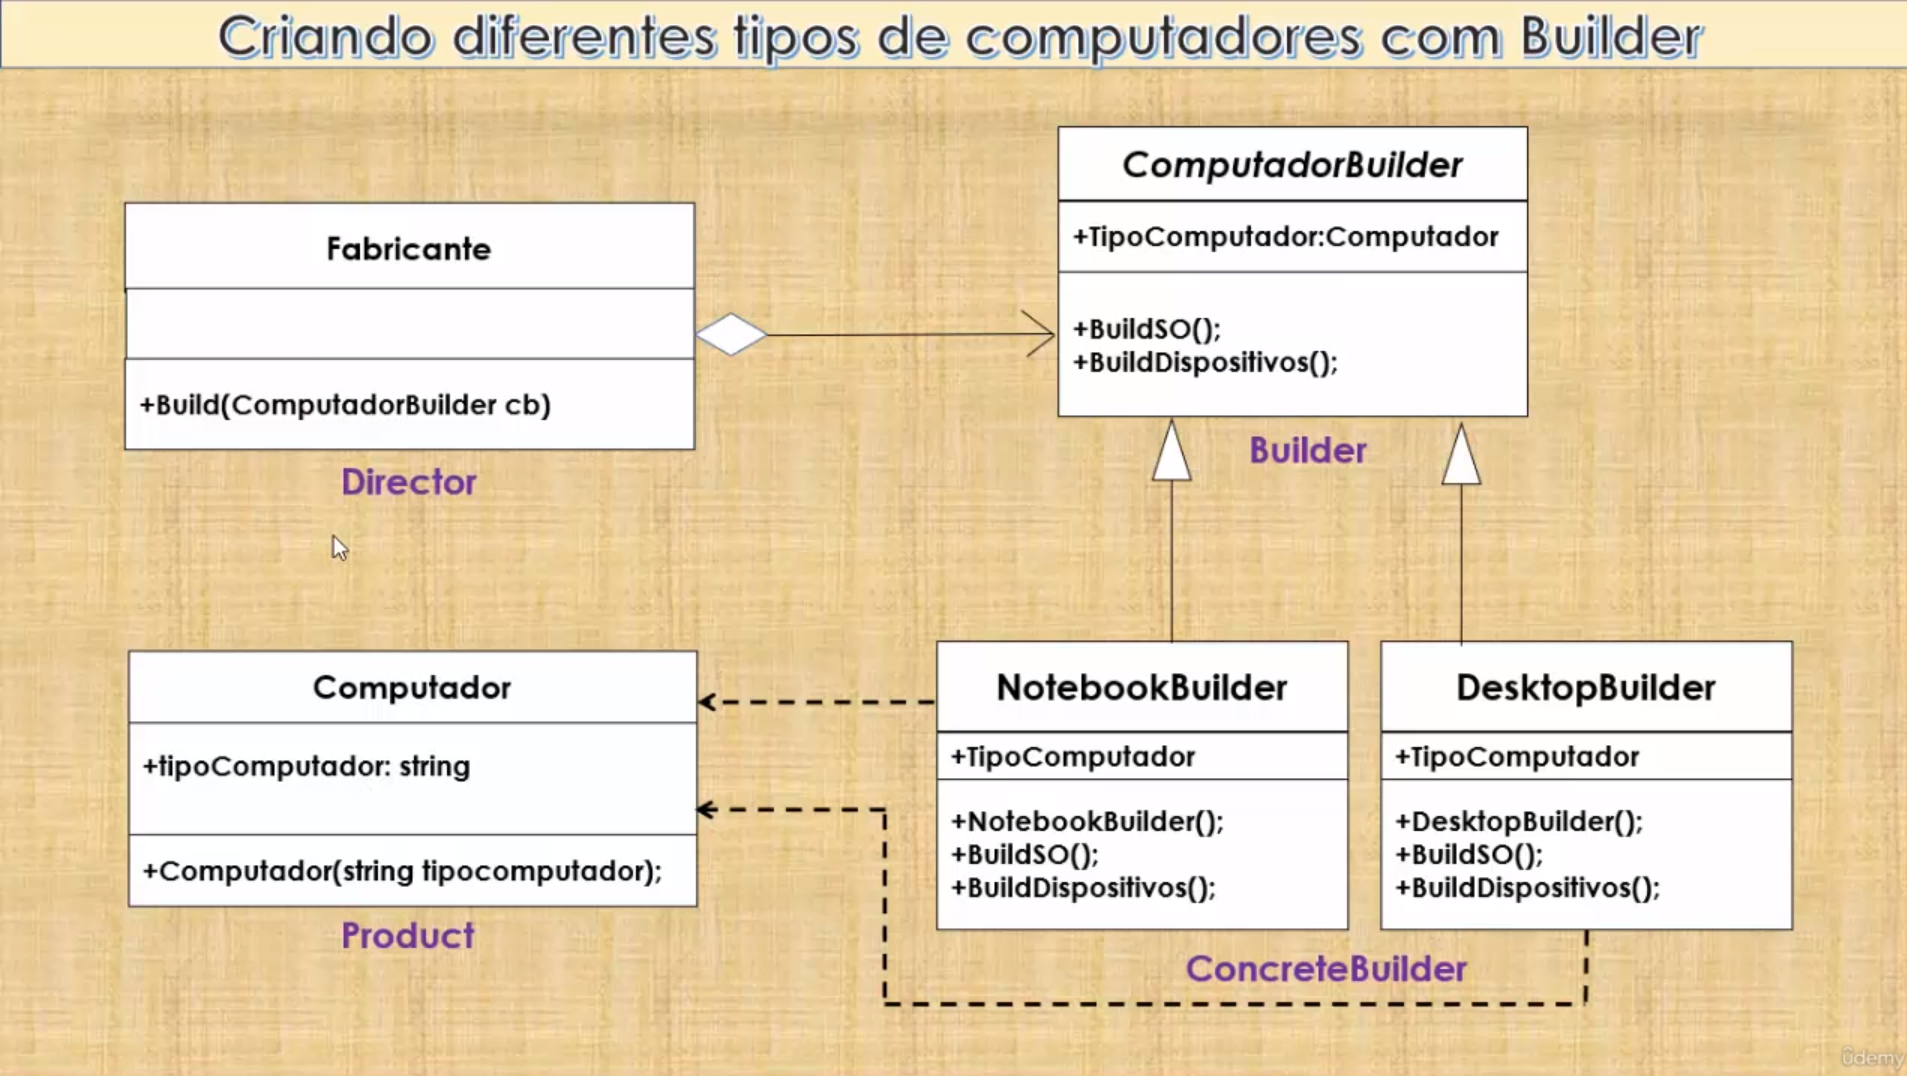 Criando diferentes tipos de computadores com Builder
Fabricante
+Build(ComputadorBuilder cb)
Director
ComputadorBuilder
+TipoComputador:Computador
+BuildSO();
+BuildDispositivos();
Builder
Computador
+tipoComputador: string
+Computador(string tipocomputador);
Product
NotebookBuilder
+TipoComputador
+NotebookBuilder();
+BuildSO();
+BuildDispositivos();
DesktopBuilder
+TipoComputador
+DesktopBuilder();
+BuildSO();
+BuildDispositivos();
ConcreteBuilder
ûdemy